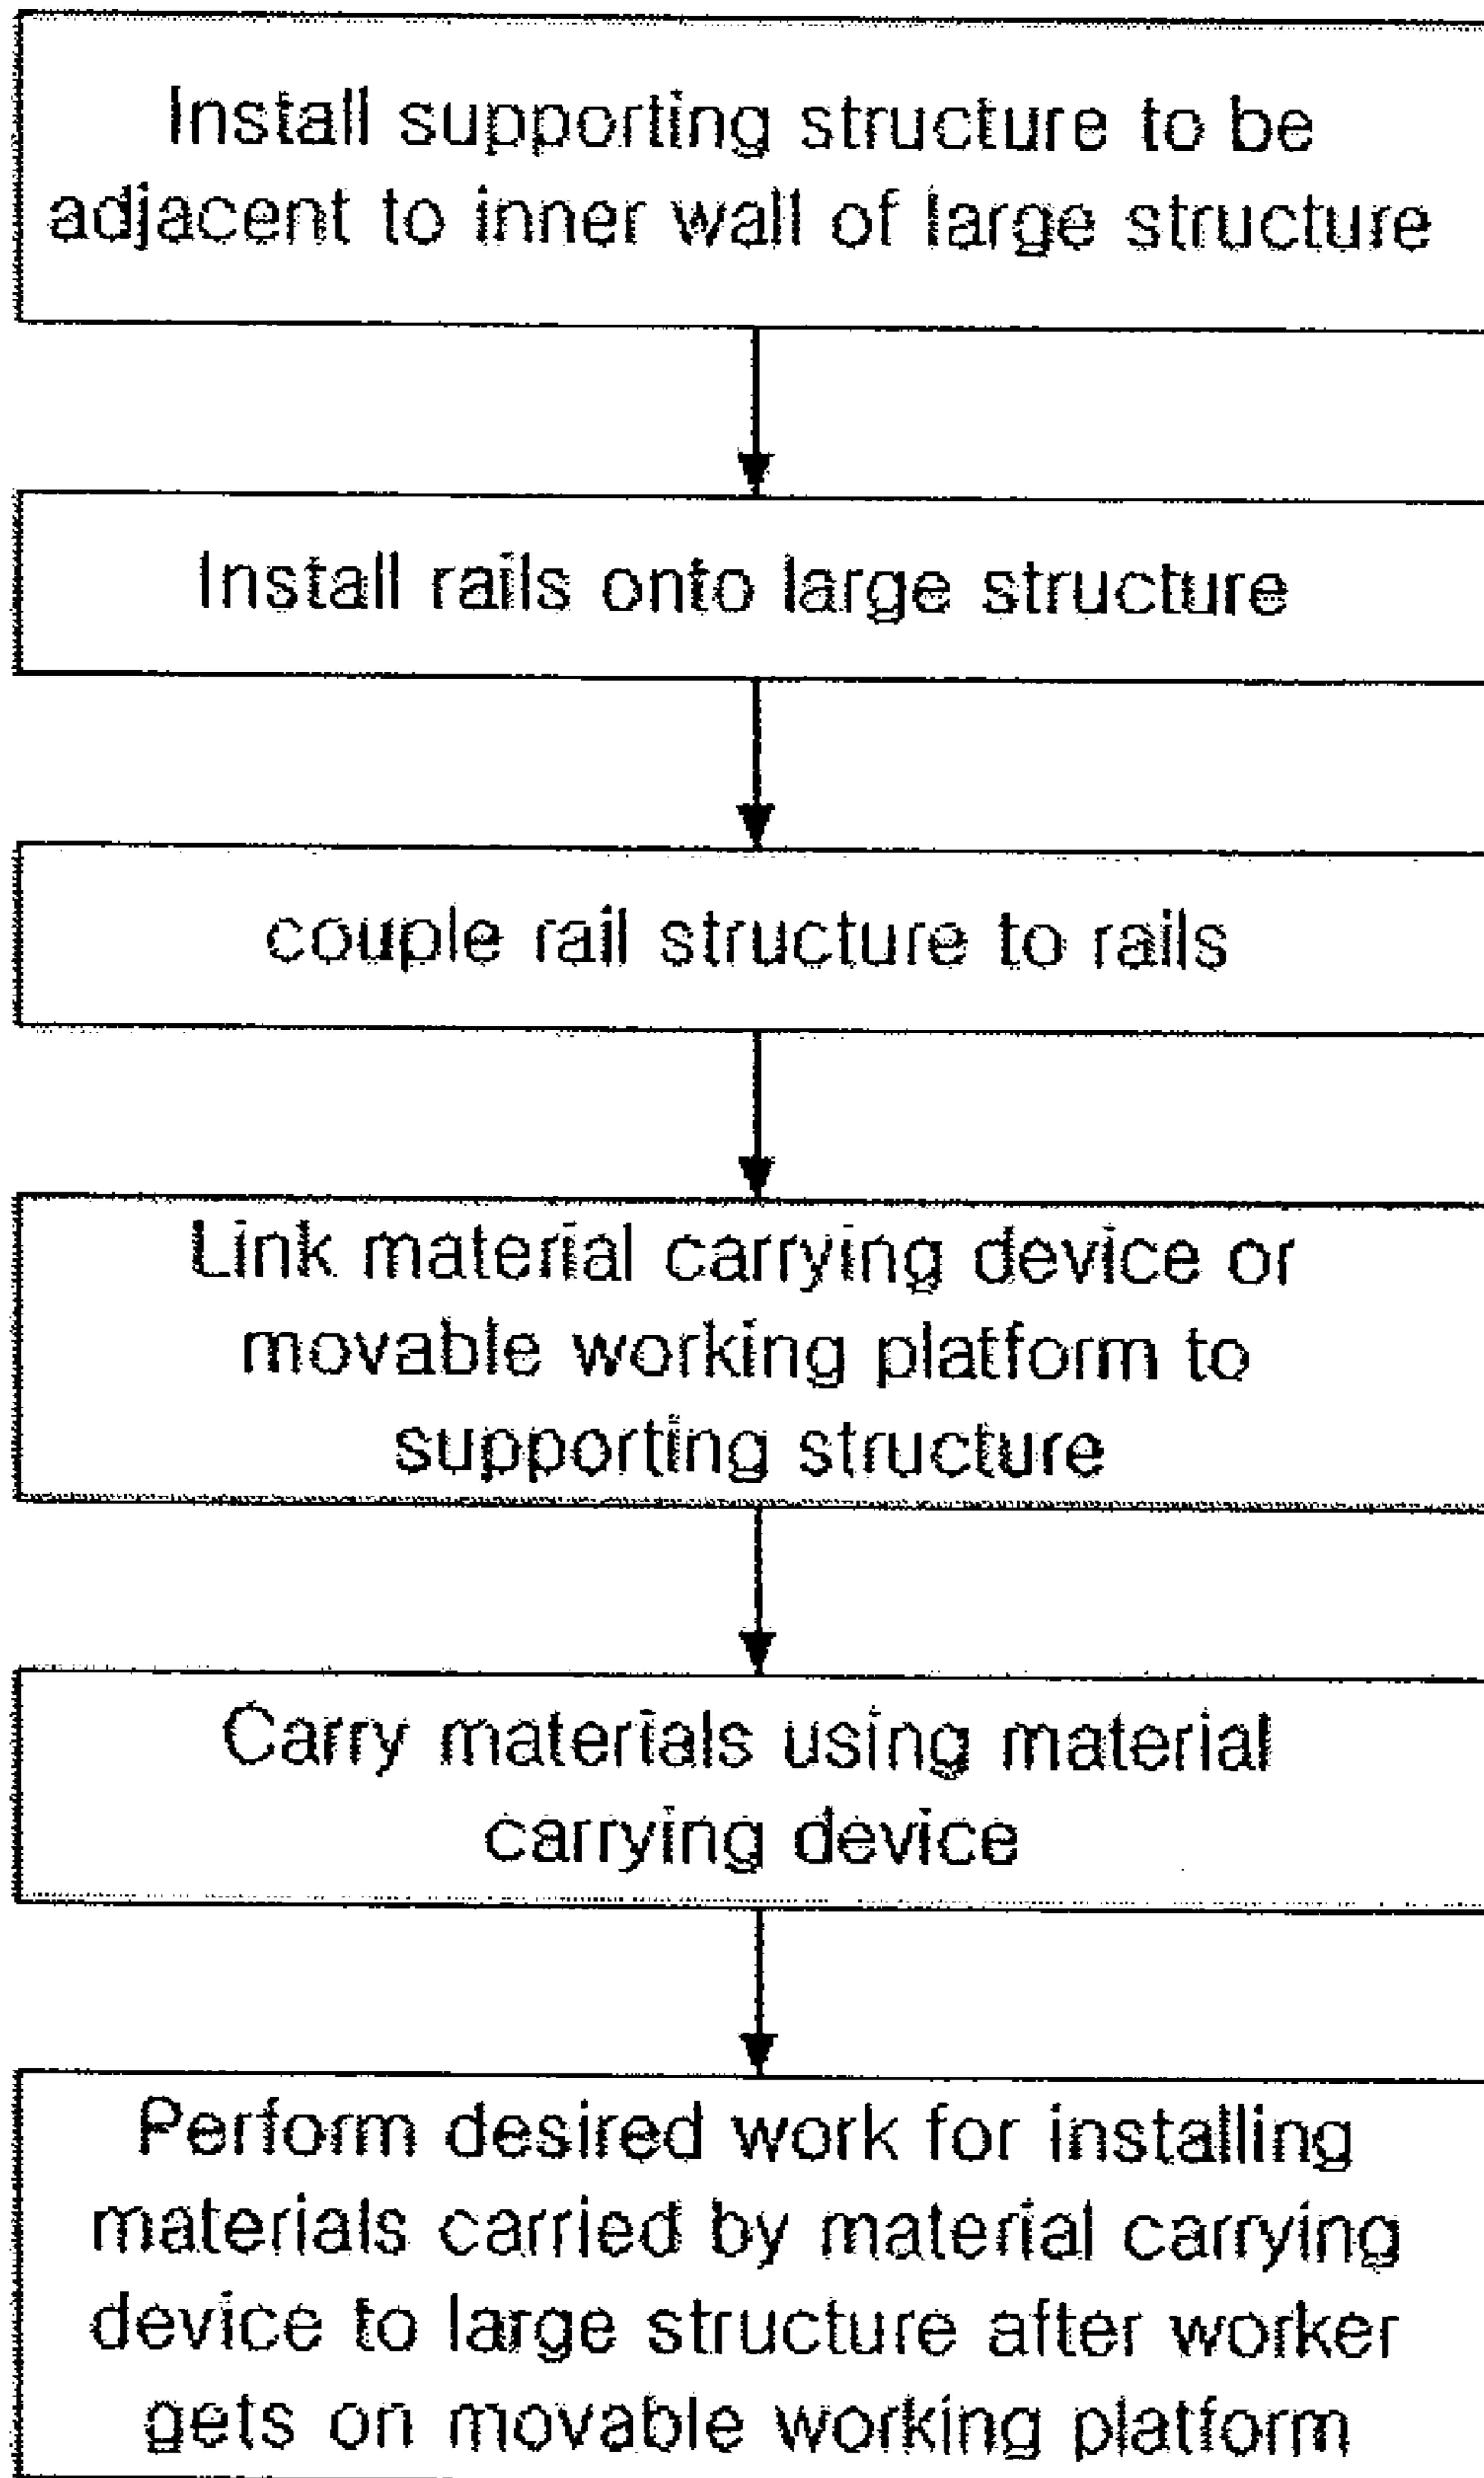 Install supporting structure to be
adjacent to inner wall of large structure
Install rails onto large structure
couple rail structure to rails
Link material carrying device or
movable working platform to
supporting structure
Carry materials using material
carrying device
Perform desired work for installing
materials carried by material carrying
device to large structure after worker
gets on movable working platform